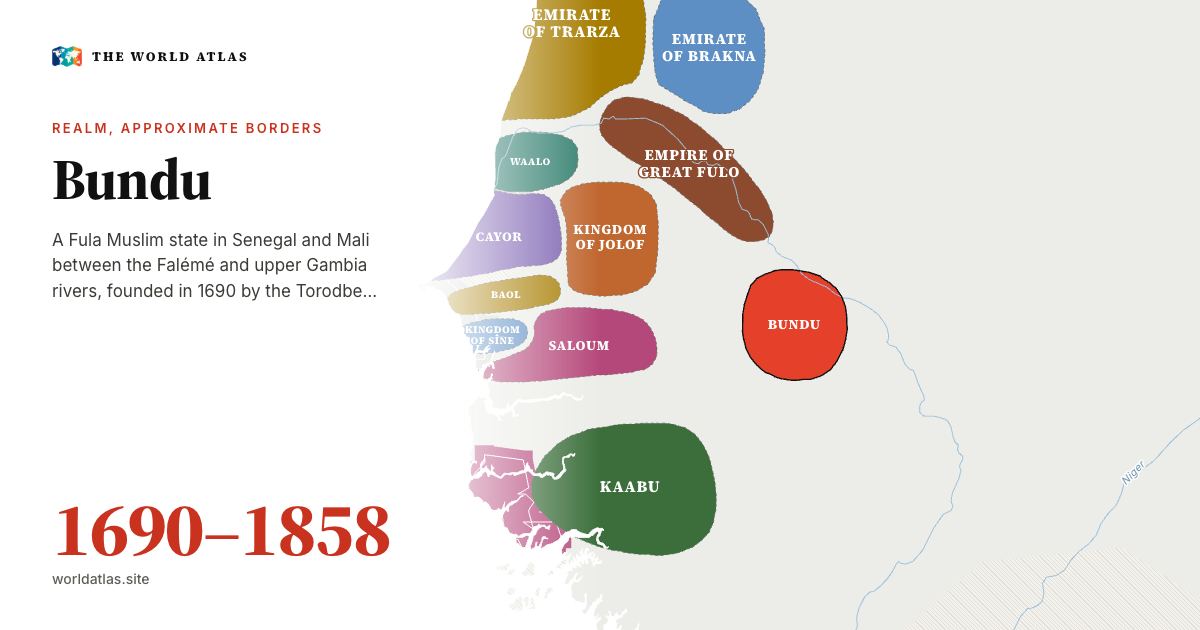 THE WORLD ATLAS
REALM, APPROXIMATE BORDERS
Bundu
A Fula Muslim state in Senegal and Mali
between the Falémé and upper Gambia
rivers, founded in 1690 by the Torodbe...
1690–1858
worldatlas.site
EMIRATE
OF TRARZA
EMIRATE
OF BRAKNA
WAALO
EMPIRE OF
GREAT FULO
CAYOR
KINGDOM
OF JOLOF
BAOL
KINGDOM
OF SINE
SALOUM
BUNDU
KAABU
Niger